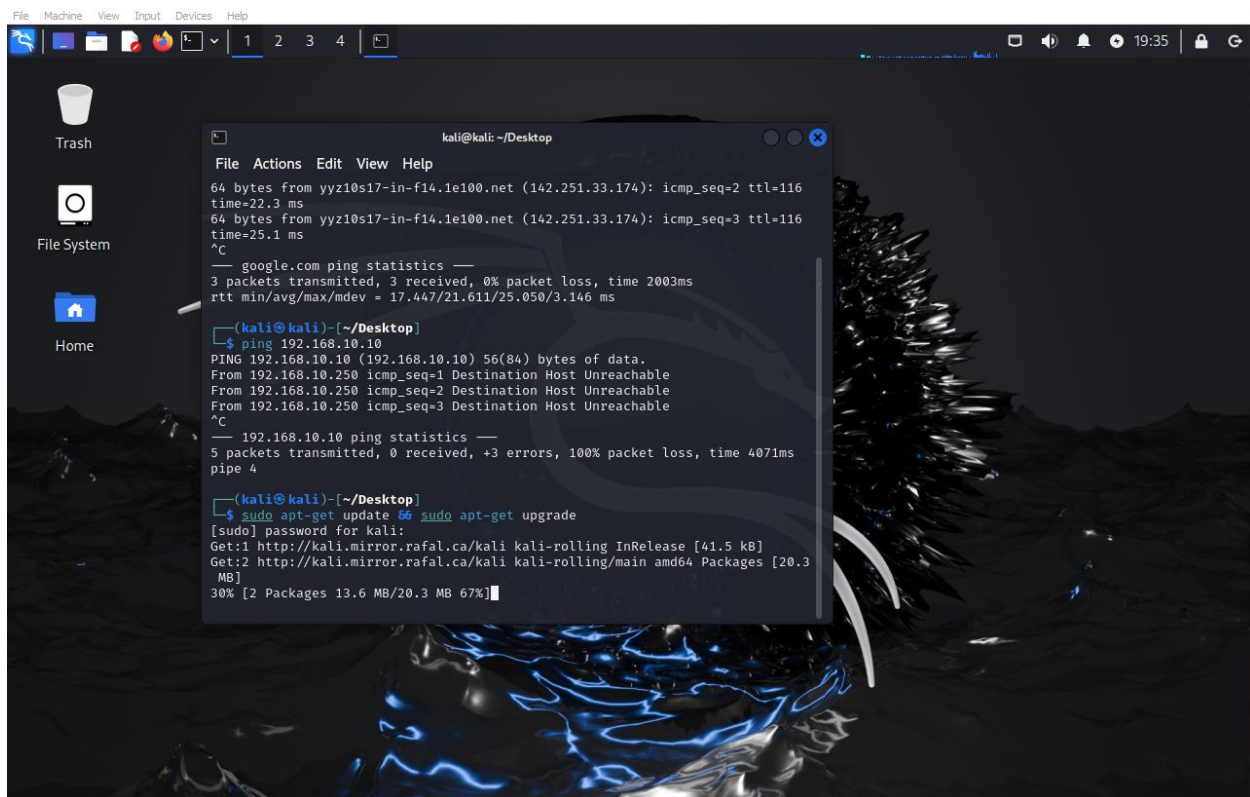 File Machine View Input Devices Help
1 2 3 4 19:35
Trash
File System
Home
kali@kali: ~/Desktop
File Actions Edit View Help
64 bytes from yyz10s17-in-f14.1e100.net (142.251.33.174): icmp_seq=2 ttl=116
time=22.3 ms
64 bytes from yyz10s17-in-f14.1e100.net (142.251.33.174): icmp_seq=3 ttl=116
time=25.1 ms
^C
── google.com ping statistics ──
3 packets transmitted, 3 received, 0% packet loss, time 2003ms
rtt min/avg/max/mdev = 17.447/21.611/25.050/3.146 ms
┌──(kali㉿kali)-[~/Desktop]
└─$ ping 192.168.10.10
PING 192.168.10.10 (192.168.10.10) 56(84) bytes of data.
From 192.168.10.250 icmp_seq=1 Destination Host Unreachable
From 192.168.10.250 icmp_seq=2 Destination Host Unreachable
From 192.168.10.250 icmp_seq=3 Destination Host Unreachable
^C
── 192.168.10.10 ping statistics ──
5 packets transmitted, 0 received, +3 errors, 100% packet loss, time 4071ms
pipe 4
┌──(kali㉿kali)-[~/Desktop]
└─$ sudo apt-get update && sudo apt-get upgrade
[sudo] password for kali:
Get:1 http://kali.mirror.rafal.ca/kali kali-rolling InRelease [41.5 kB]
Get:2 http://kali.mirror.rafal.ca/kali kali-rolling/main amd64 Packages [20.3
MB]
30% [2 Packages 13.6 MB/20.3 MB 67%]